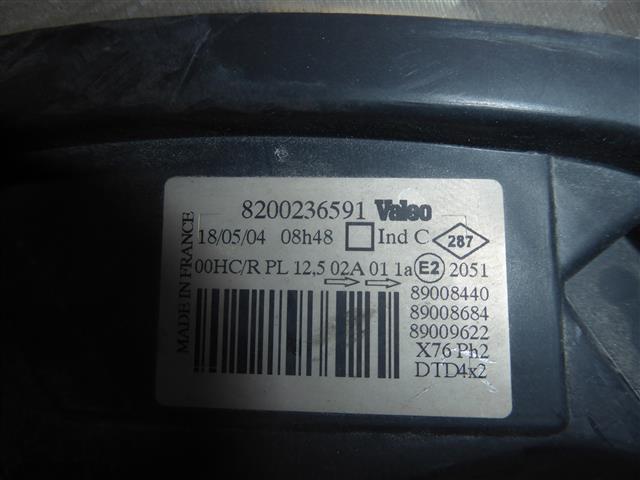 8200236591 Valeo
18/05/04 08h48 Ind C 287
00HC/R PL 12,5 02A 01 1a E2 2051
89008440
89008684
89009622
X76 Ph2
DTD4x2
MADE IN FRANCE